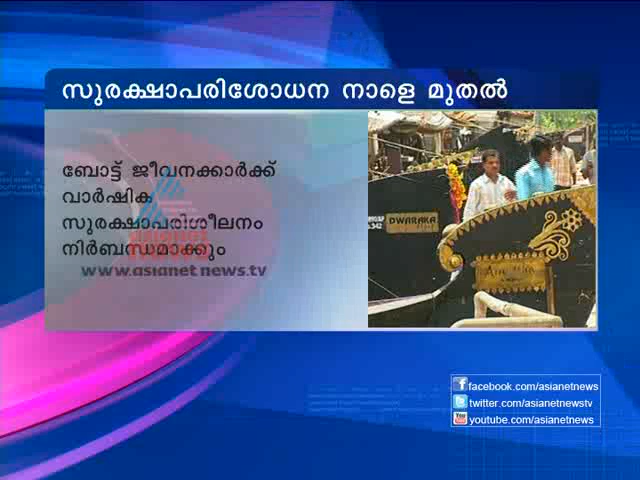 സുരക്ഷാപരിശോധന നാളെ മുതൽ
ബോട്ട് ജീവനക്കാർക്ക്
വാർഷിക
സുരക്ഷാപരിശീലനം
നിർബന്ധമാക്കും
www.asianetnews.tv
DWARAKA
facebook.com/asianetnews
twitter.com/asianetnewstv
youtube.com/asianetnews